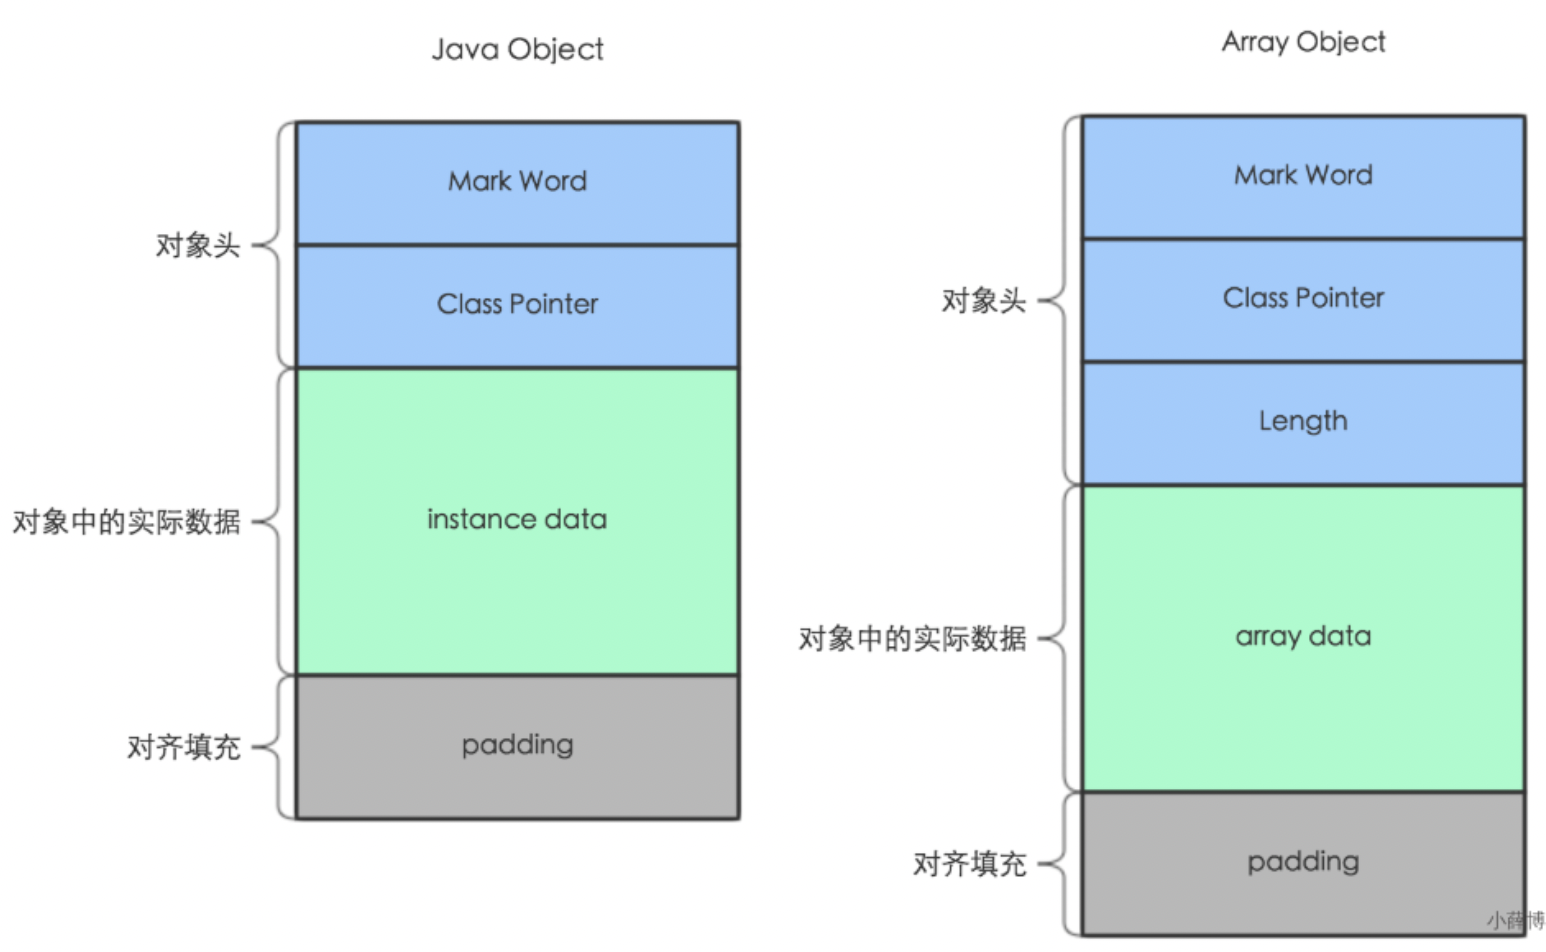 Java Object
对象头
Mark Word
Class Pointer
对象中的实际数据
instance data
对齐填充
padding
Array Object
对象头
Mark Word
Class Pointer
Length
对象中的实际数据
array data
对齐填充
padding
小薛博